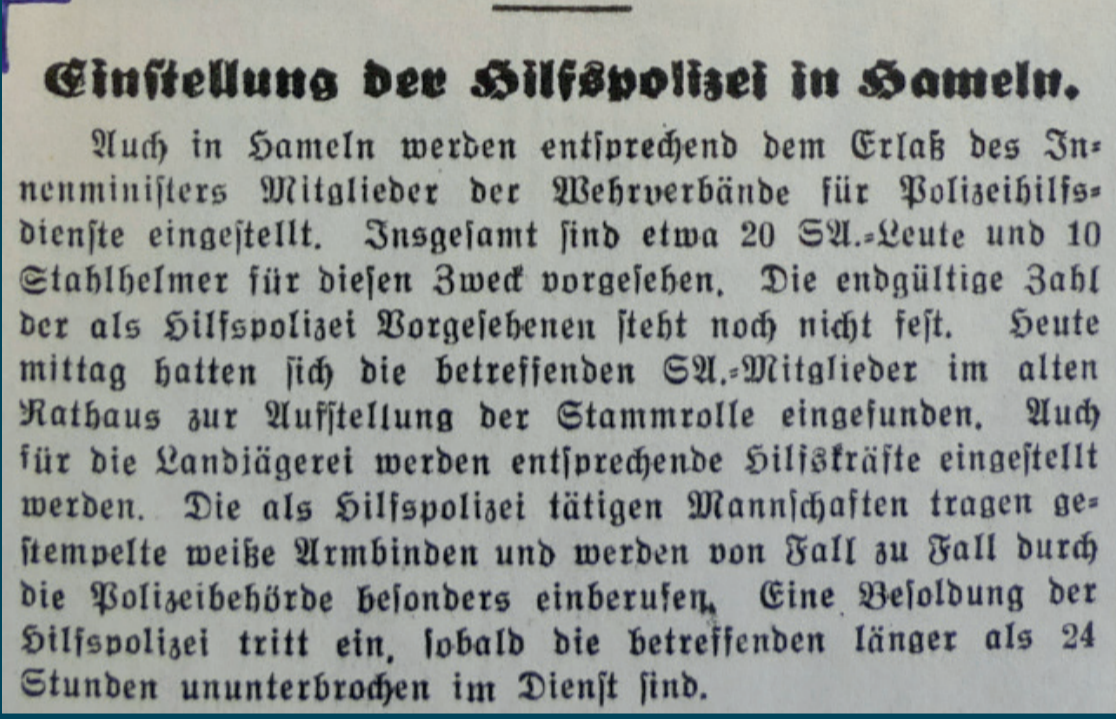 Einstellung der Hilfspolizei in Hameln.
Auch in Hameln werden entsprechend dem Erlaß des In-
nenministers Mitglieder der Wehrverbände für Polizeihilfs-
dienste eingestellt. Insgesamt sind etwa 20 SA.-Leute und 10
Stahlhelmer für diesen Zweck vorgesehen. Die endgültige Zahl
der als Hilfspolizei Vorgesehenen steht noch nicht fest. Heute
mittag hatten sich die betreffenden SA.-Mitglieder im alten
Rathaus zur Aufstellung der Stammrolle eingefunden. Auch
für die Landjägerei werden entsprechende Hilfskräfte eingestellt
werden. Die als Hilfspolizei tätigen Mannschaften tragen ge-
stempelte weiße Armbinden und werden von Fall zu Fall durch
die Polizeibehörde besonders einberufen. Eine Besoldung der
Hilfspolizei tritt ein, sobald die betreffenden länger als 24
Stunden ununterbrochen im Dienst sind.